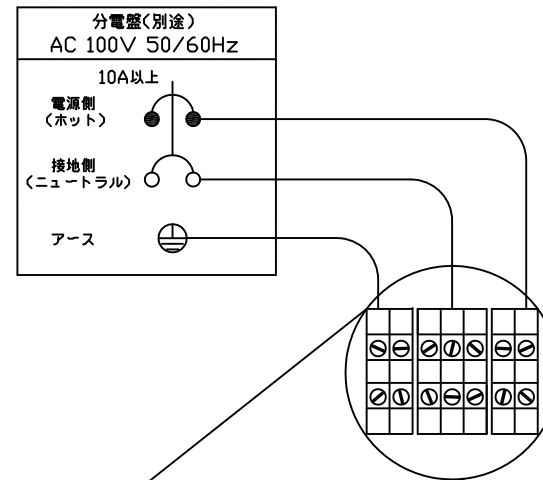 分電盤(別途)
AC 100V 50/60Hz
10A以上
電源側
(ホット)
接地側
(ニュートラル)
アース